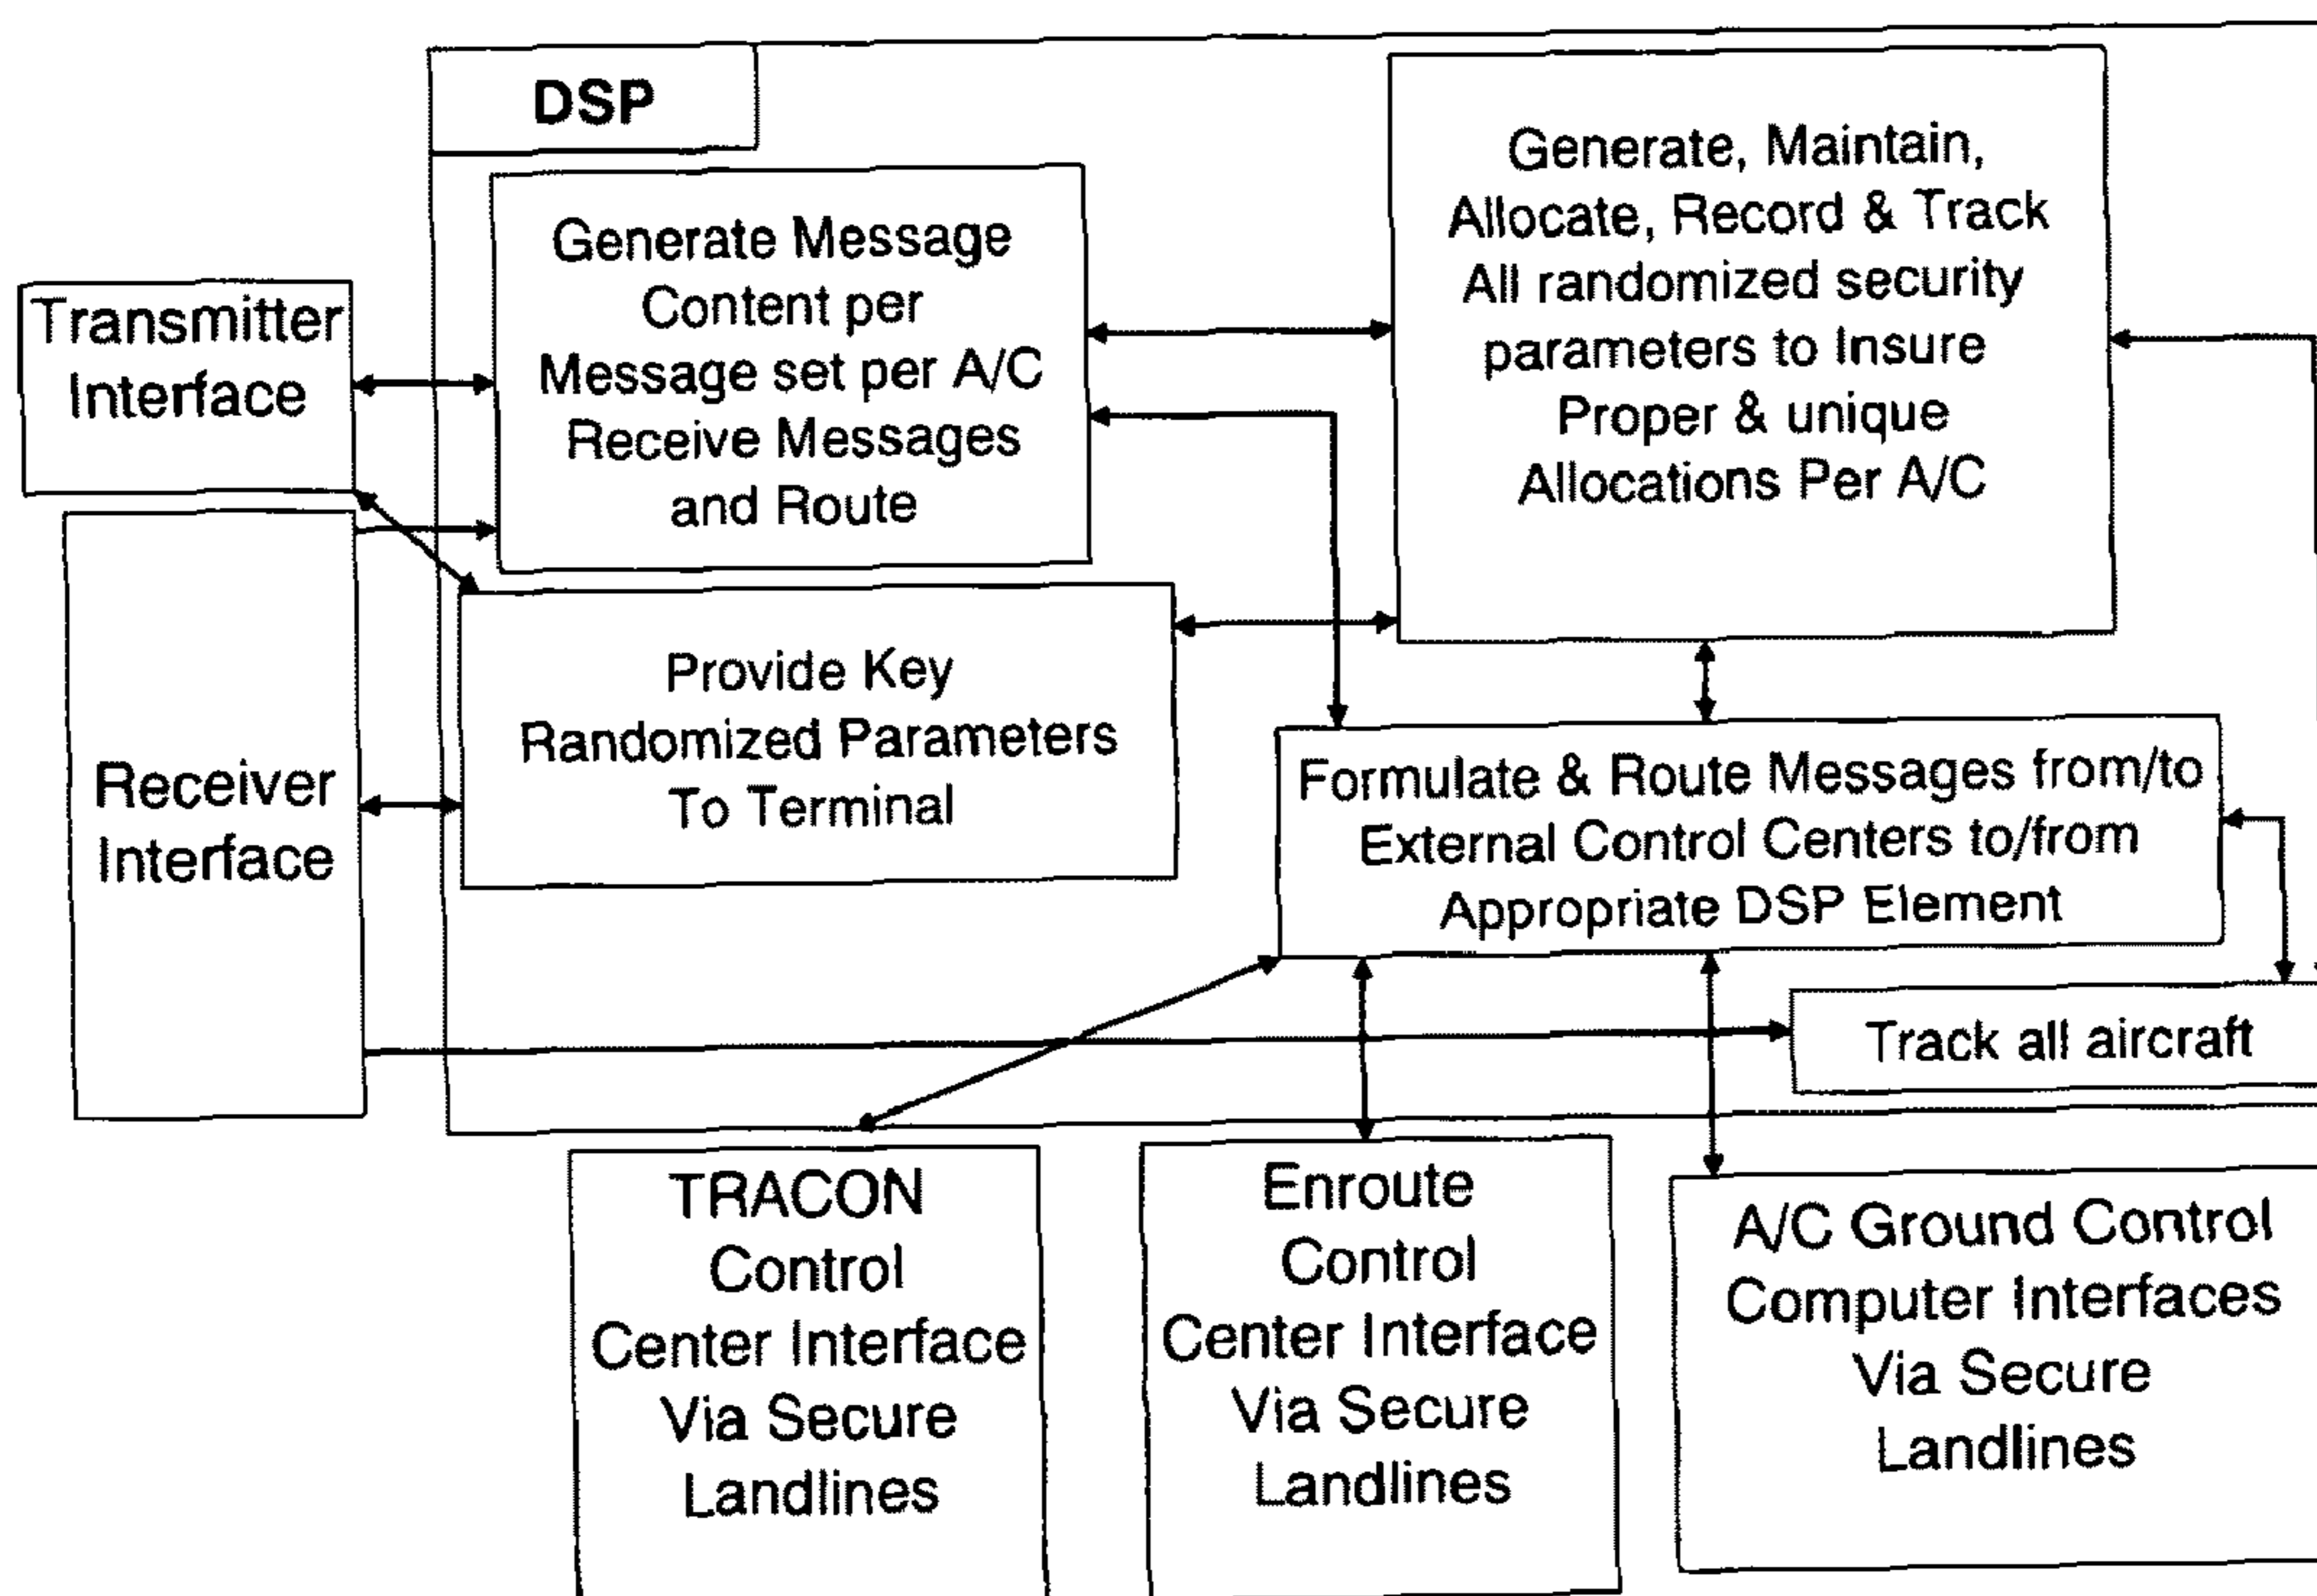 DSP
Generate Message
Content per
Message set per A/C
Receive Messages
and Route
Generate, Maintain,
Allocate, Record & Track
All randomized security
parameters to Insure
Proper & unique
Allocations Per A/C
Transmitter
Interface
Receiver
Interface
Provide Key
Randomized Parameters
To Terminal
Formulate & Route Messages from/to
External Control Centers to/from
Appropriate DSP Element
Track all aircraft
TRACON
Control
Center Interface
Via Secure
Landlines
Enroute
Control
Center Interface
Via Secure
Landlines
A/C Ground Control
Computer Interfaces
Via Secure
Landlines